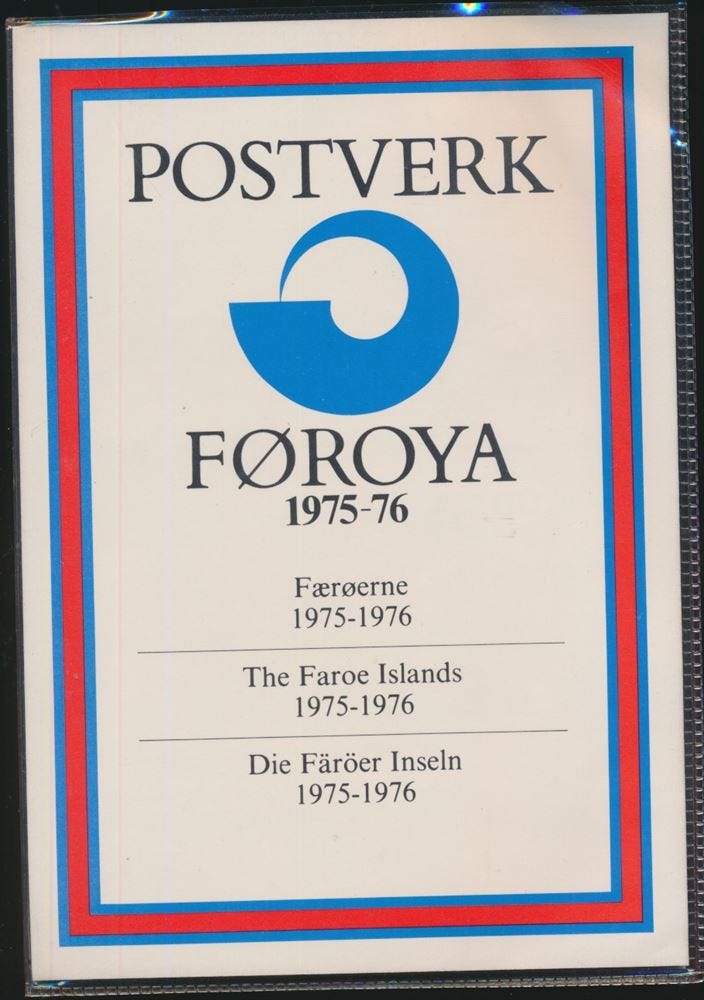 POSTVERK
FØROYA
1975-76
Færøerne
1975-1976
The Faroe Islands
1975-1976
Die Färöer Inseln
1975-1976